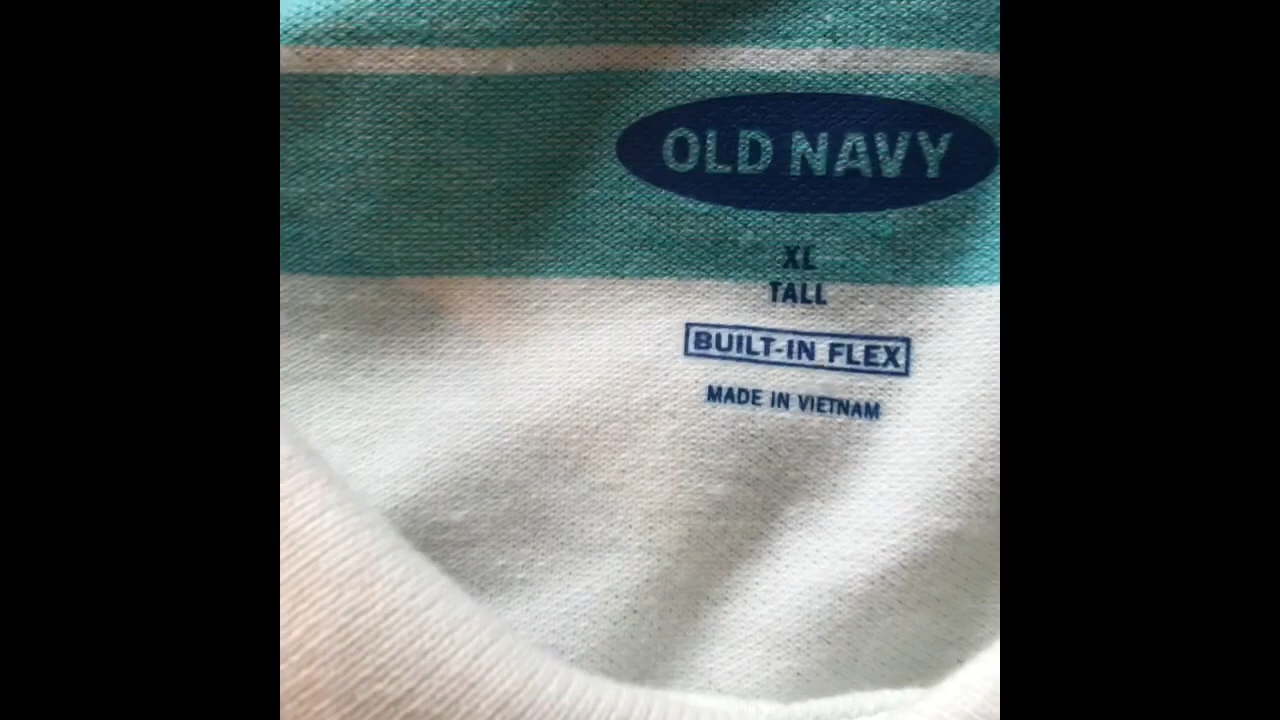 OLD NAVY
XL
TALL
BUILT-IN FLEX
MADE IN VIETNAM